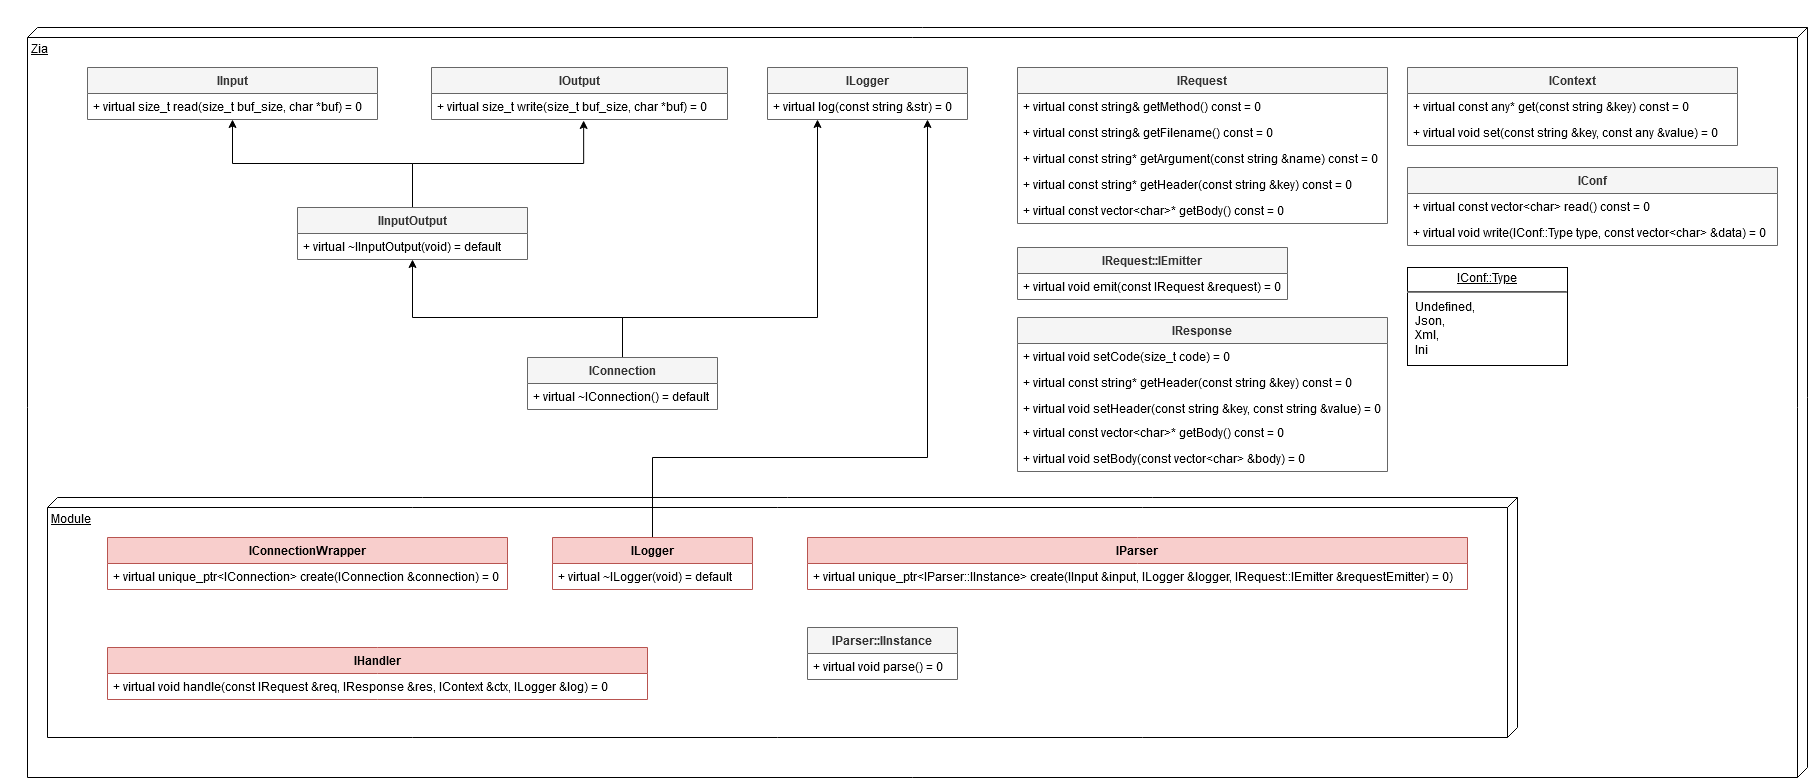 Zia
IInput
+ virtual size_t read(size_t buf_size, char *buf) = 0
IOutput
+ virtual size_t write(size_t buf_size, char *buf) = 0
ILogger
+ virtual log(const string &str) = 0
IRequest
+ virtual const string& getMethod() const = 0
+ virtual const string& getFilename() const = 0
+ virtual const string* getArgument(const string &name) const = 0
+ virtual const string* getHeader(const string &key) const = 0
+ virtual const vector<char>* getBody() const = 0
IContext
+ virtual const any* get(const string &key) const = 0
+ virtual void set(const string &key, const any &value) = 0
IConf
+ virtual const vector<char> read() const = 0
+ virtual void write(IConf::Type type, const vector<char> &data) = 0
IInputOutput
+ virtual ~IInputOutput(void) = default
IRequest::IEmitter
+ virtual void emit(const IRequest &request) = 0
IConf::Type
Undefined,
Json,
Xml,
Ini
IResponse
+ virtual void setCode(size_t code) = 0
+ virtual const string* getHeader(const string &key) const = 0
+ virtual void setHeader(const string &key, const string &value) = 0
+ virtual const vector<char>* getBody() const = 0
+ virtual void setBody(const vector<char> &body) = 0
IConnection
+ virtual ~IConnection() = default
Module
IConnectionWrapper
+ virtual unique_ptr<IConnection> create(IConnection &connection) = 0
ILogger
+ virtual ~ILogger(void) = default
IParser
+ virtual unique_ptr<IParser::IInstance> create(IInput &input, ILogger &logger, IRequest::IEmitter &requestEmitter) = 0)
IParser::IInstance
+ virtual void parse() = 0
IHandler
+ virtual void handle(const IRequest &req, IResponse &res, IContext &ctx, ILogger &log) = 0